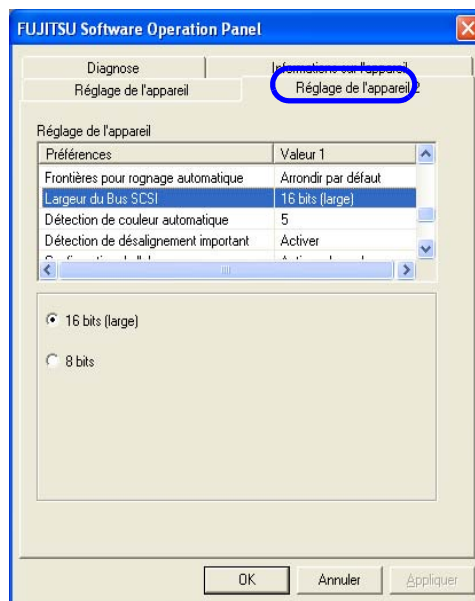 FUJITSU Software Operation Panel
Diagnose
Informations sur l'appareil
Réglage de l'appareil
Réglage de l'appareil 2
Réglage de l'appareil
Préférences Valeur 1
Frontières pour rognage automatique Arrondir par défaut
Largeur du Bus SCSI 16 bits (large)
Détection de couleur automatique 5
Détection de désalignement important Activer
16 bits (large)
8 bits
OK Annuler Appliquer